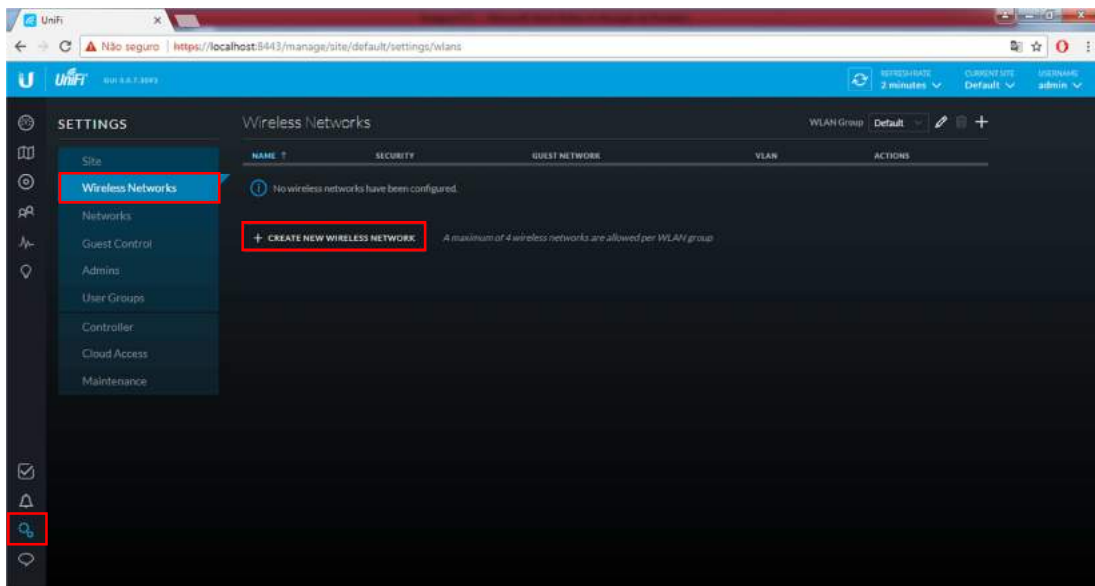 UniFi
Não seguro | https://localhost:8443/manage/site/default/settings/wlans
U UniFi REFRESH RATE CURRENT SITE USERNAME
2 minutes Default admin
SETTINGS
Wireless Networks
WLAN Group Default
Site
Wireless Networks
Networks
Guest Control
Admins
User Groups
Controller
Cloud Access
Maintenance
NAME ↑ SECURITY GUEST NETWORK VLAN ACTIONS
No wireless networks have been configured.
+ CREATE NEW WIRELESS NETWORK A maximum of 4 wireless networks are allowed per WLAN group